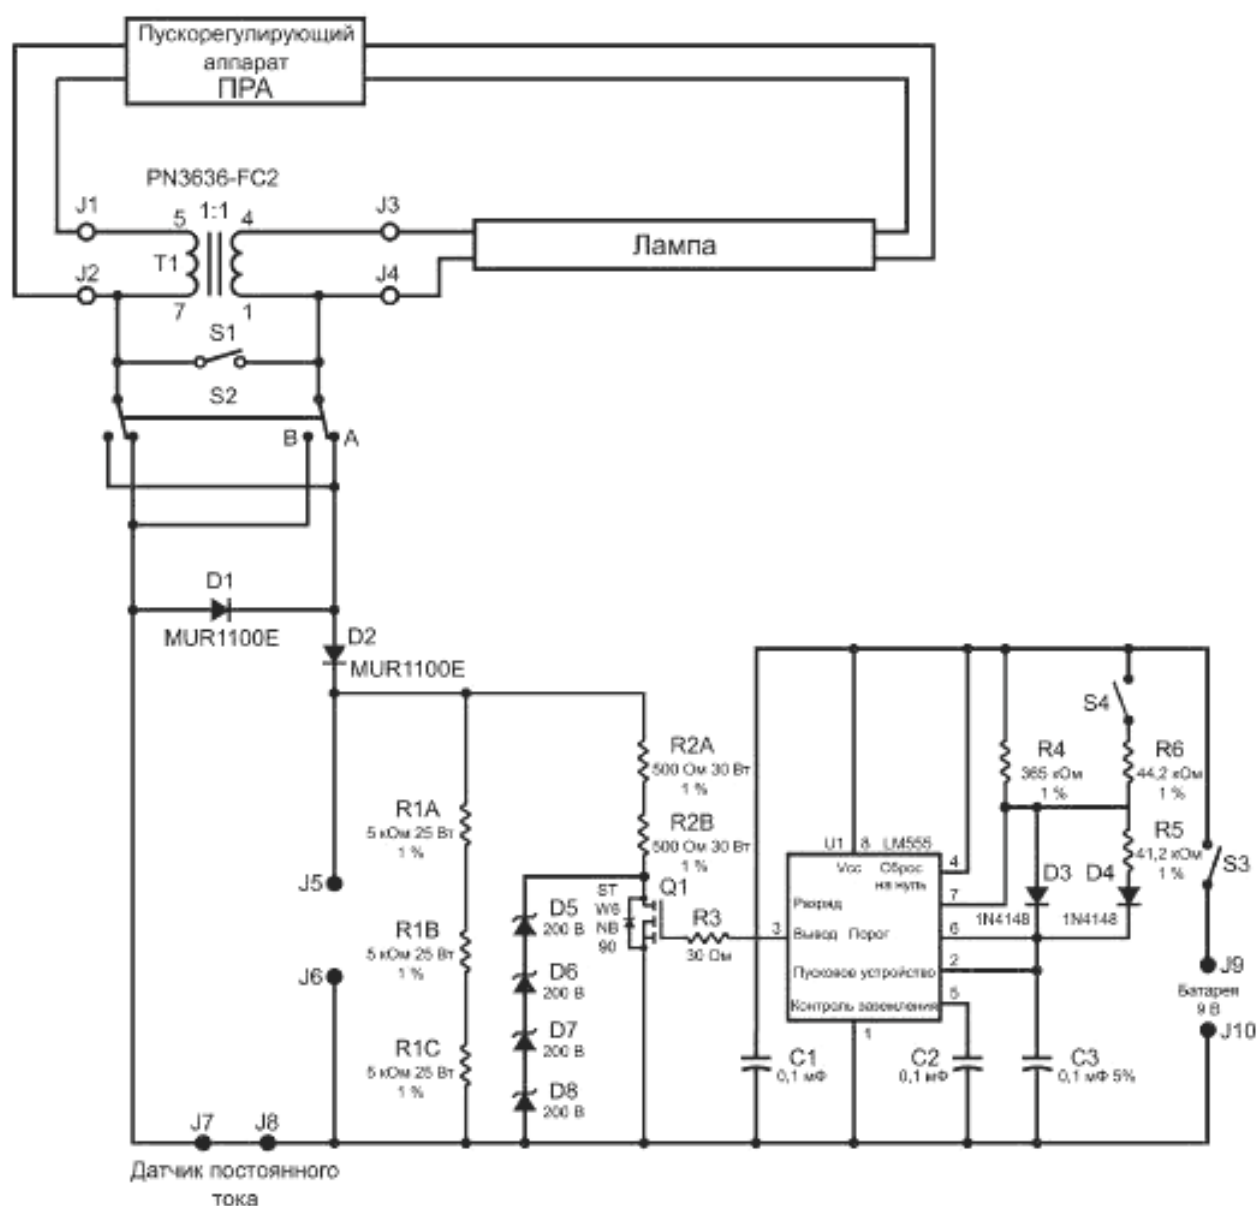 Пускорегулирующий
аппарат
ПРА
PN3636-FC2
J1
5
1:1
4
J3
T1
Лампа
J2
7
1
J4
S1
S2
B
A
D1
MUR1100E
D2
MUR1100E
S4
R2A
500 Ом 30 Вт
1 %
R4
365 кОм
1 %
R6
44,2 кОм
1 %
R1A
5 кОм 25 Вт
1 %
R2B
500 Ом 30 Вт
1 %
R5
41,2 кОм
1 %
U1
8
LM555
Vcc
Сброс
на нуль
4
S3
J5
D3
D4
1N4148
1N4148
ST
W6
NB
90
Q1
D5
200 В
R3
30 Ом
3
Разряд
7
Вывод
Порог
6
R1B
5 кОм 25 Вт
1 %
J6
D6
200 В
Пусковое устройство
2
Контроль заземления
5
1
J9
Батарея
9 В
J10
D7
200 В
R1C
5 кОм 25 Вт
1 %
D8
200 В
C1
0,1 мФ
C2
0,1 мФ
C3
0,1 мФ 5%
J7
J8
Датчик постоянного
тока